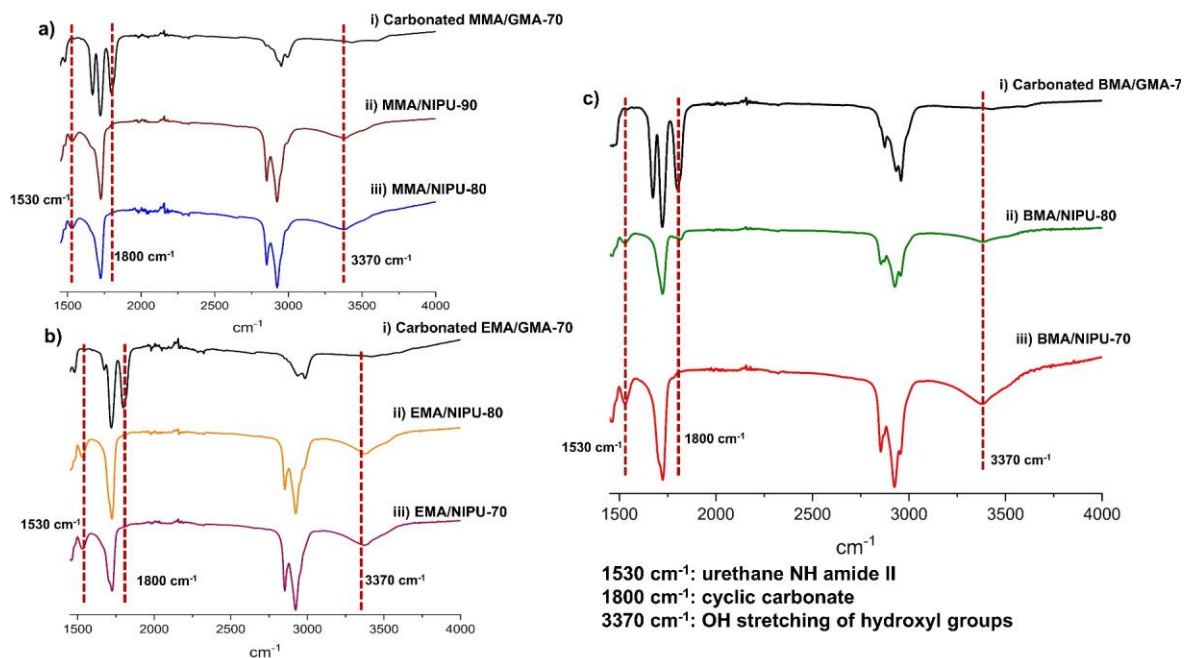 a)
i) Carbonated MMA/GMA-70
ii) MMA/NIPU-90
iii) MMA/NIPU-80
1530 cm⁻¹
1800 cm⁻¹
3370 cm⁻¹
1500 2000 2500 3000 3500 4000
cm⁻¹
b)
i) Carbonated EMA/GMA-70
ii) EMA/NIPU-80
iii) EMA/NIPU-70
1530 cm⁻¹
1800 cm⁻¹
3370 cm⁻¹
1500 2000 2500 3000 3500 4000
cm⁻¹
c)
i) Carbonated BMA/GMA-7
ii) BMA/NIPU-80
iii) BMA/NIPU-70
1530 cm⁻¹
1800 cm⁻¹
3370 cm⁻¹
1500 2000 2500 3000 3500 4000
cm⁻¹
1530 cm⁻¹: urethane NH amide II
1800 cm⁻¹: cyclic carbonate
3370 cm⁻¹: OH stretching of hydroxyl groups